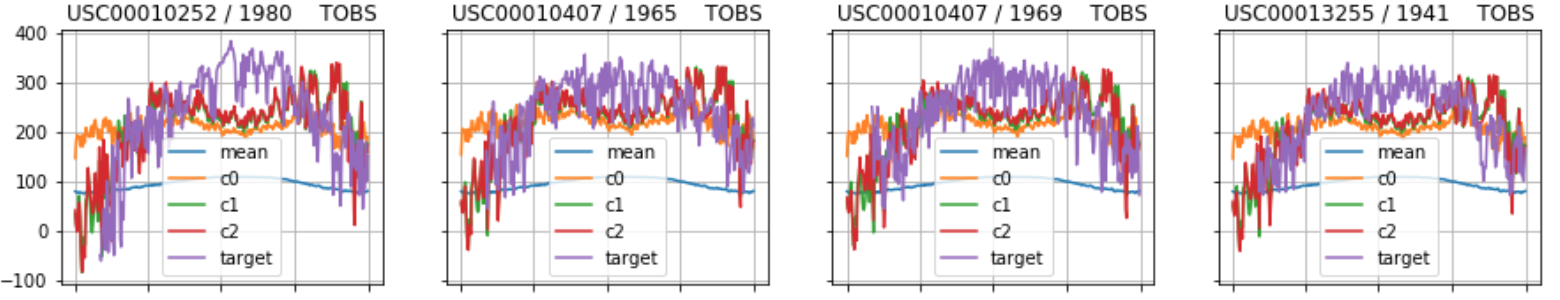 USC00010252 / 1980 TOBS
400
300
200
100
0
−100
mean
c0
c1
c2
target
USC00010407 / 1965 TOBS
mean
c0
c1
c2
target
USC00010407 / 1969 TOBS
mean
c0
c1
c2
target
USC00013255 / 1941 TOBS
mean
c0
c1
c2
target